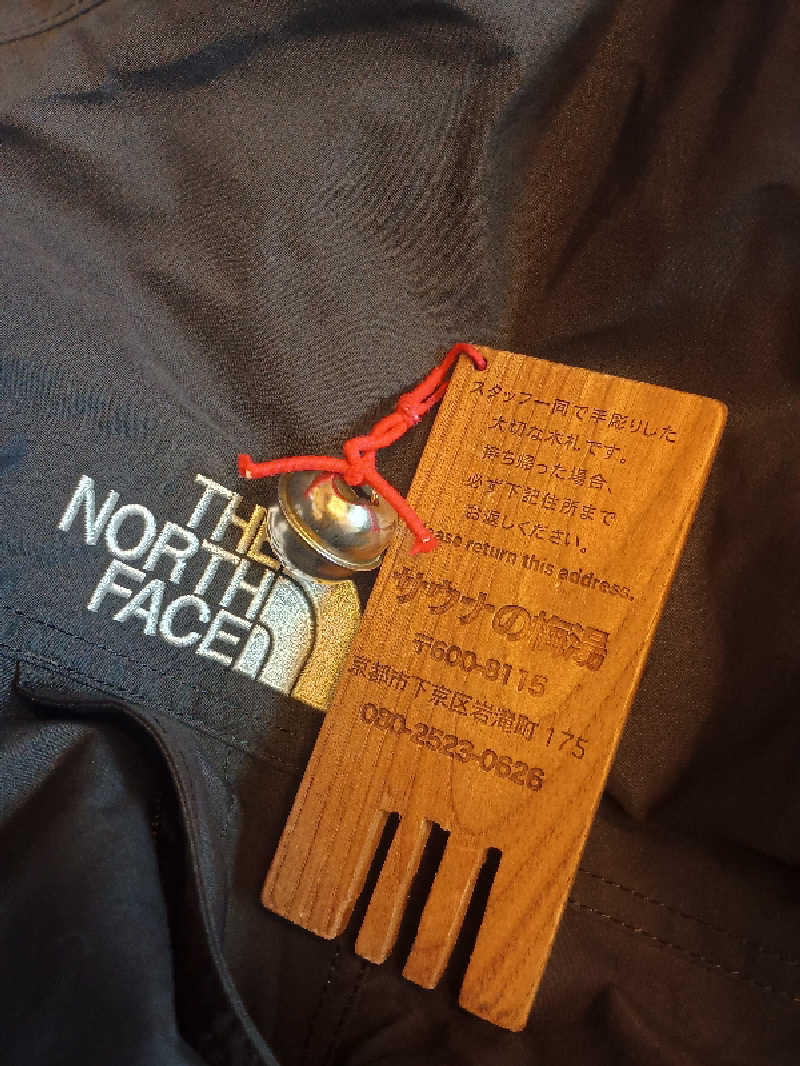 THE
NORTH
FACE
スタッフ一同で手彫りした
大切な木札です。
持ち帰った場合、
必ず下記住所まで
お返しください。
ease return this address.
サウナの梅湯
〒600-8115
京都市下京区岩滝町 175
080-2523-0626